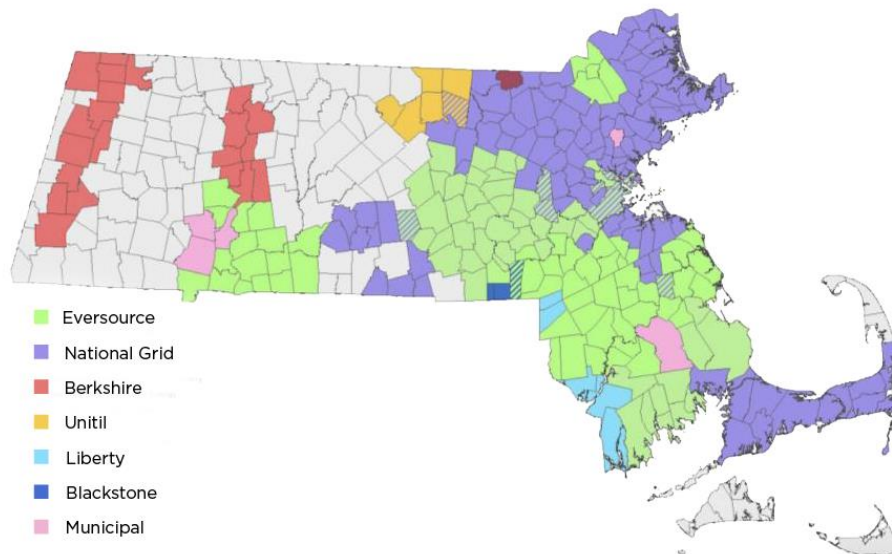 Eversource
National Grid
Berkshire
Unitil
Liberty
Blackstone
Municipal